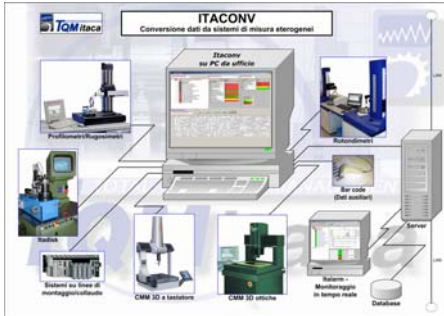 TQM itaca
ITACONV
Conversione dati da sistemi di misura eterogenei
Itaconv
su PC da ufficio
Profilometri/Rugosimetri
Rotondimetri
Bar code
(Dati ausiliari)
Server
Itadisk
Sistemi su linee di
montaggio/collaudo
CMM 3D a tastatore
CMM 3D ottiche
Italarm -
Monitoraggio
in tempo reale
Database
LAN